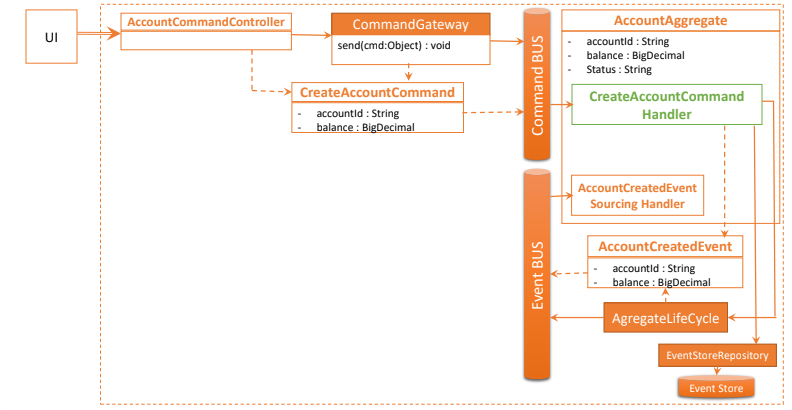 UI
AccountCommandController
CommandGateway
send(cmd:Object) : void
CreateAccountCommand
- accountId : String
- balance : BigDecimal
Command BUS
AccountAggregate
- accountId : String
- balance : BigDecimal
- Status : String
CreateAccountCommand
Handler
Event BUS
AccountCreatedEvent
Sourcing Handler
AccountCreatedEvent
- accountId : String
- balance : BigDecimal
AgregateLifeCycle
EventStoreRepository
Event Store